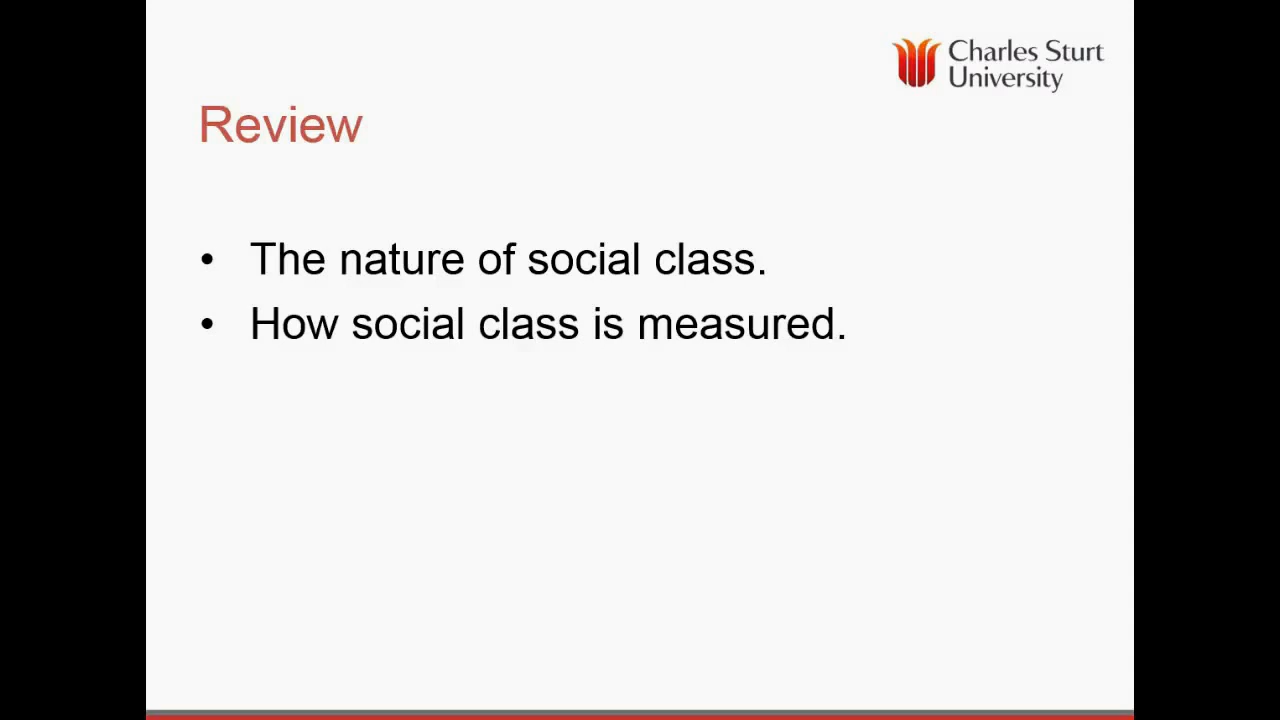 Charles Sturt
University
Review
• The nature of social class.
• How social class is measured.